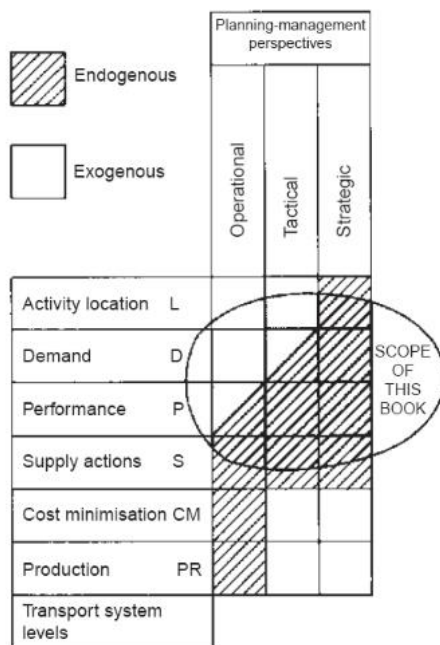 Planning-management
perspectives
Endogenous
Exogenous
Operational
Tactical
Strategic
Activity location L
Demand D
Performance P
Supply actions S
Cost minimisation CM
Production PR
Transport system
levels
SCOPE
OF
THIS
BOOK